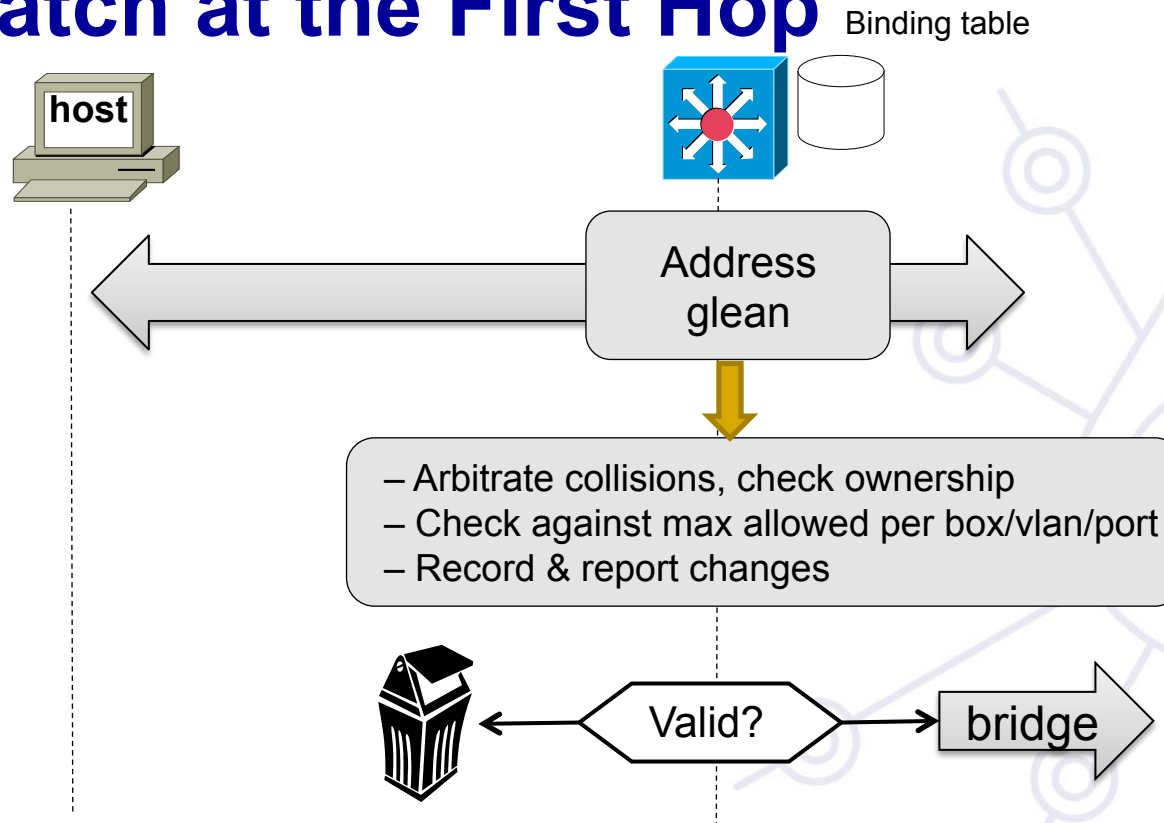 atch at the First Hop
Binding table
host
Address
glean
– Arbitrate collisions, check ownership
– Check against max allowed per box/vlan/port
– Record & report changes
Valid?
bridge